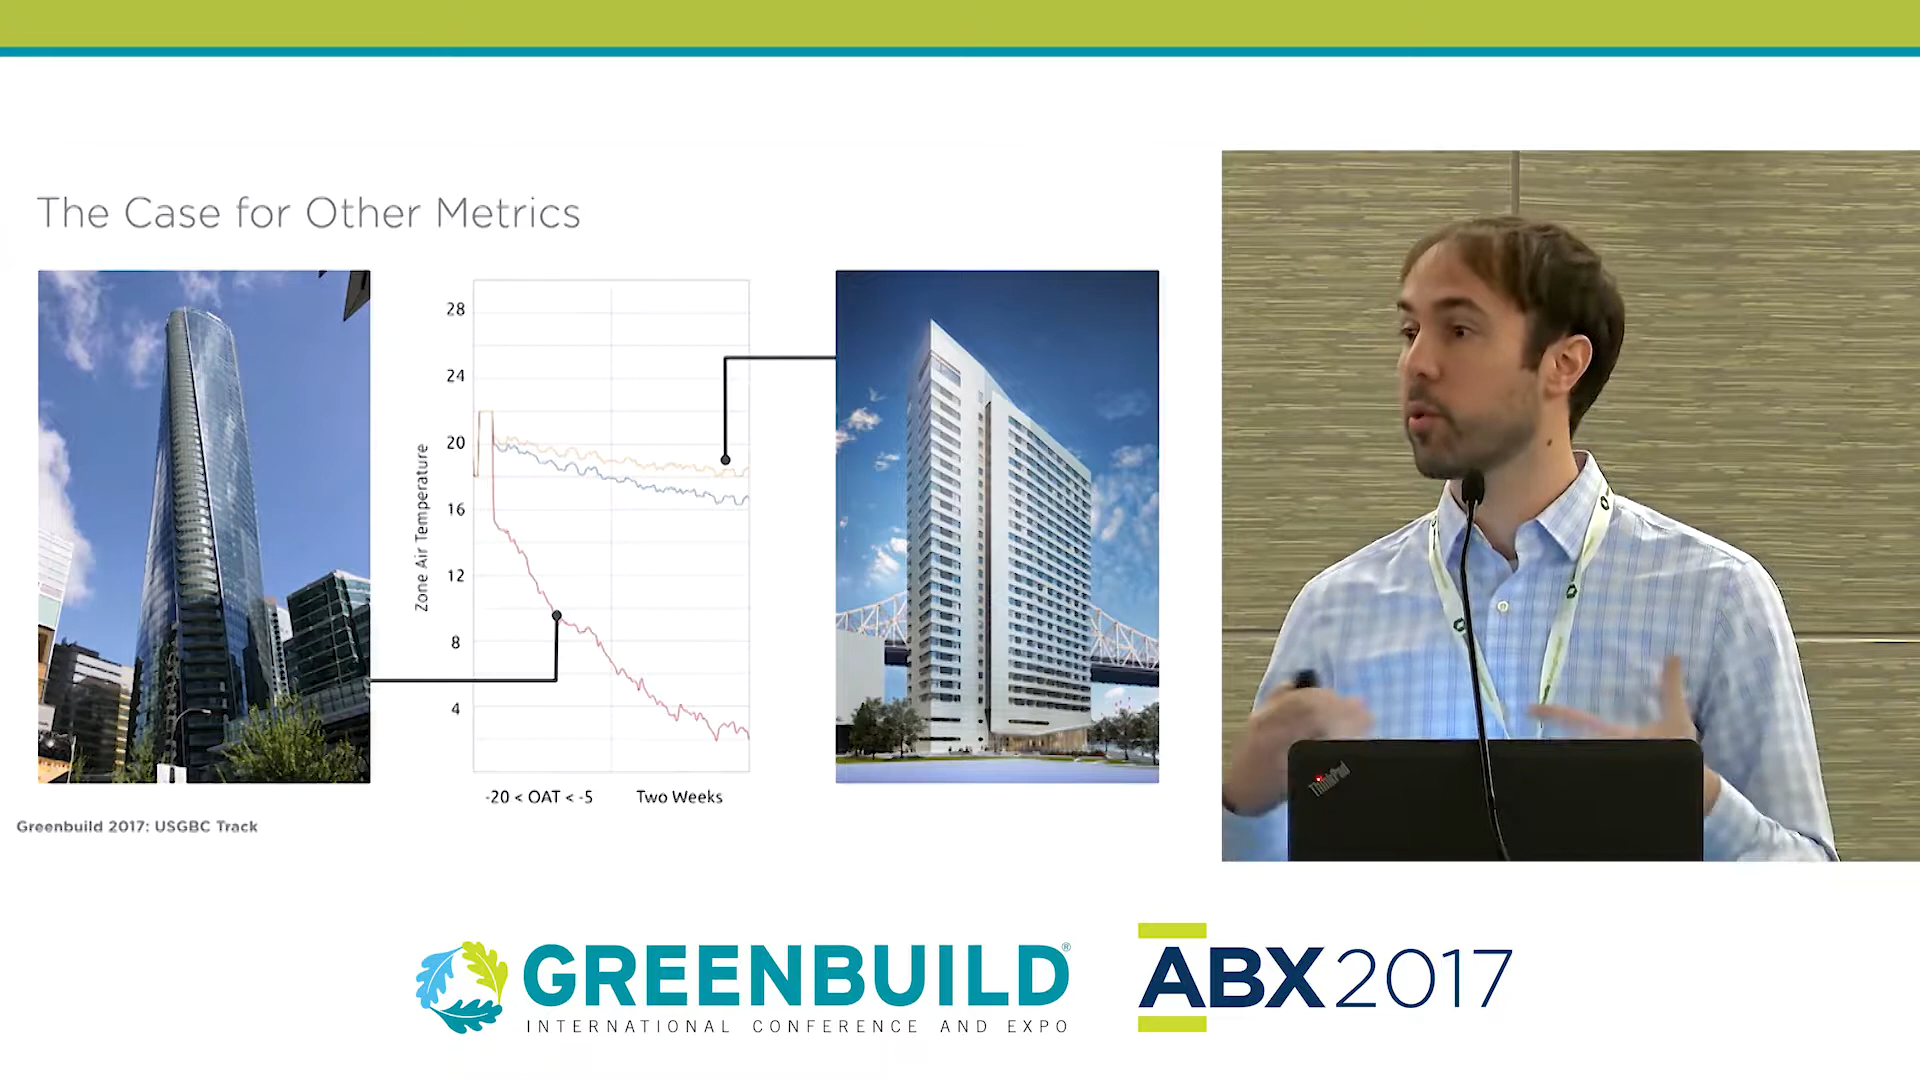 The Case for Other Metrics
28
24
20
16
12
8
4
Zone Air Temperature
-20 < OAT < -5
Two Weeks
Greenbuild 2017: USGBC Track
ThinkPad
GREENBUILD®
INTERNATIONAL CONFERENCE AND EXPO
ABX2017